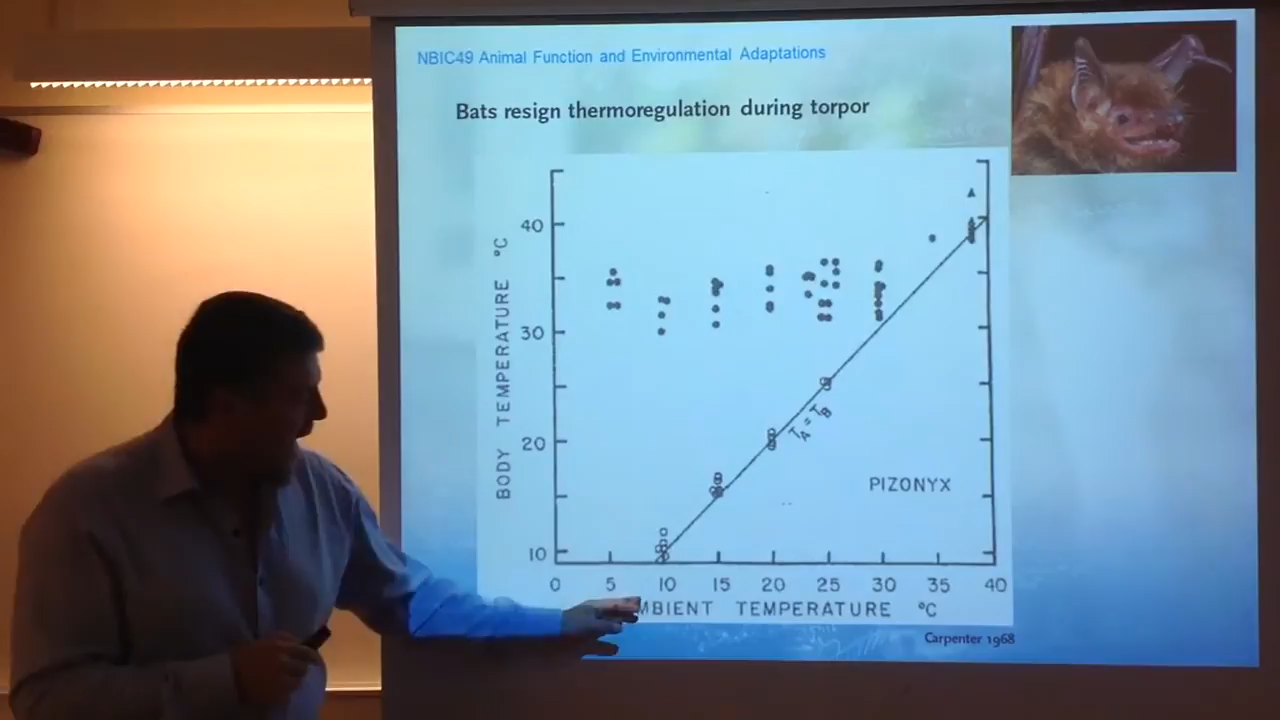 NBIC49 Animal Function and Environmental Adaptations
Bats resign thermoregulation during torpor
BODY TEMPERATURE °C
40
30
20
10
A
TA = TB
PIZONYX
0 5 10 15 20 25 30 35 40
MBIENT TEMPERATURE °C
Carpenter 1968